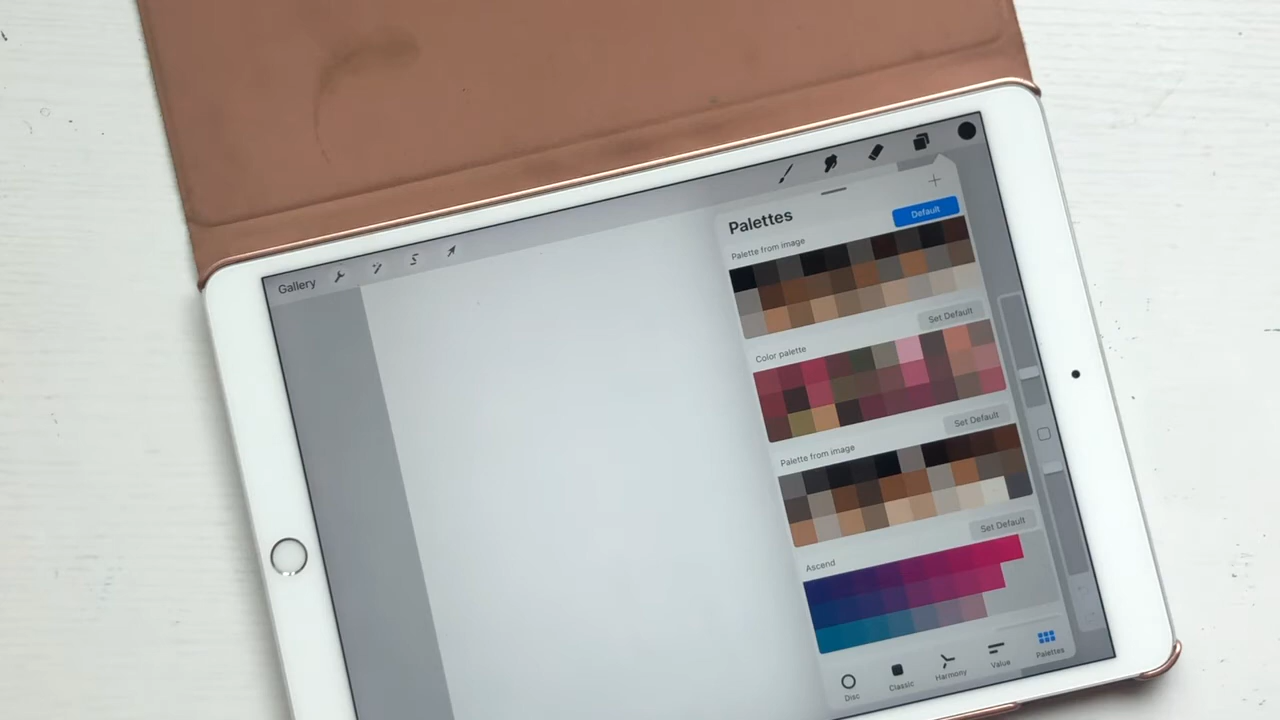 Gallery
Palettes
Default
Palette from image
Set Default
Color palette
Set Default
Palette from image
Set Default
Ascend
Disc
Classic
Harmony
Value
Palettes